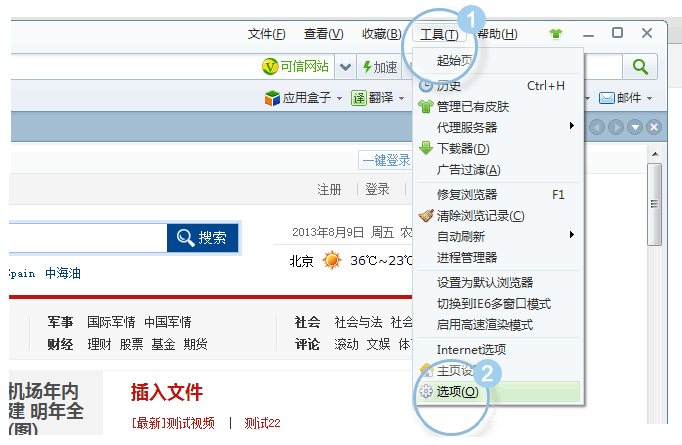 文件(F) 查看(V) 收藏(B) 工具(T) 帮助(H)
1
可信网站 加速
应用盒子 翻译 邮件
起始页
历史 Ctrl+H
管理已有皮肤
代理服务器
下载器(D)
广告过滤(A)
修复浏览器 F1
清除浏览记录(C)
自动刷新
进程管理器
设置为默认浏览器
切换到IE6多窗口模式
启用高速渲染模式
Internet选项
主页设
2
选项(O)
一键登录
注册 登录
搜索
2013年8月9日 周五 农
北京 36℃~23℃
Spain 中海油
军事 国际军情 中国军情
社会 社会与法 社会
财经 理财 股票 基金 期货
评论 滚动 文娱 体
机场年内
建 明年全
(图)
插入文件
[最新]测试视频 | 测试22